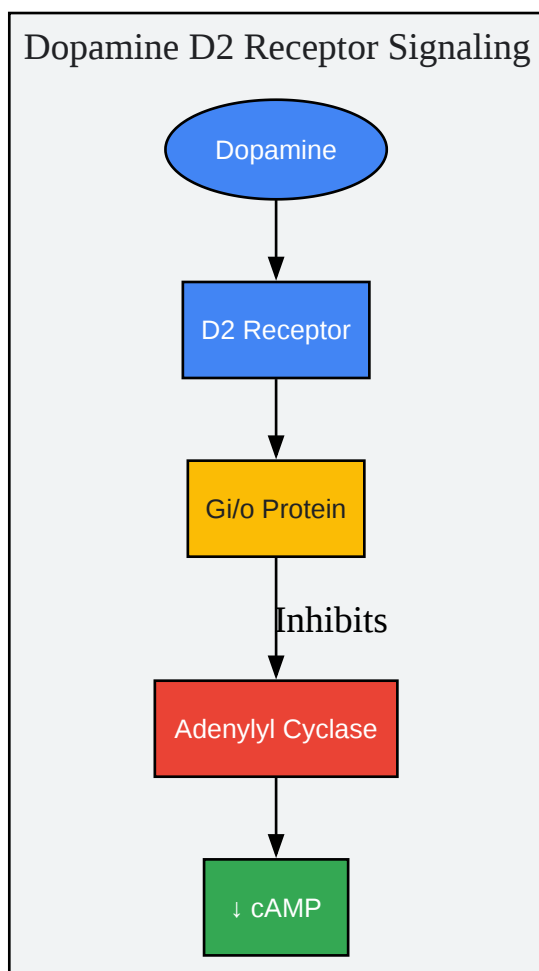 Dopamine D2 Receptor Signaling
Dopamine
D2 Receptor
Gi/o Protein
Inhibits
Adenylyl Cyclase
↓ cAMP